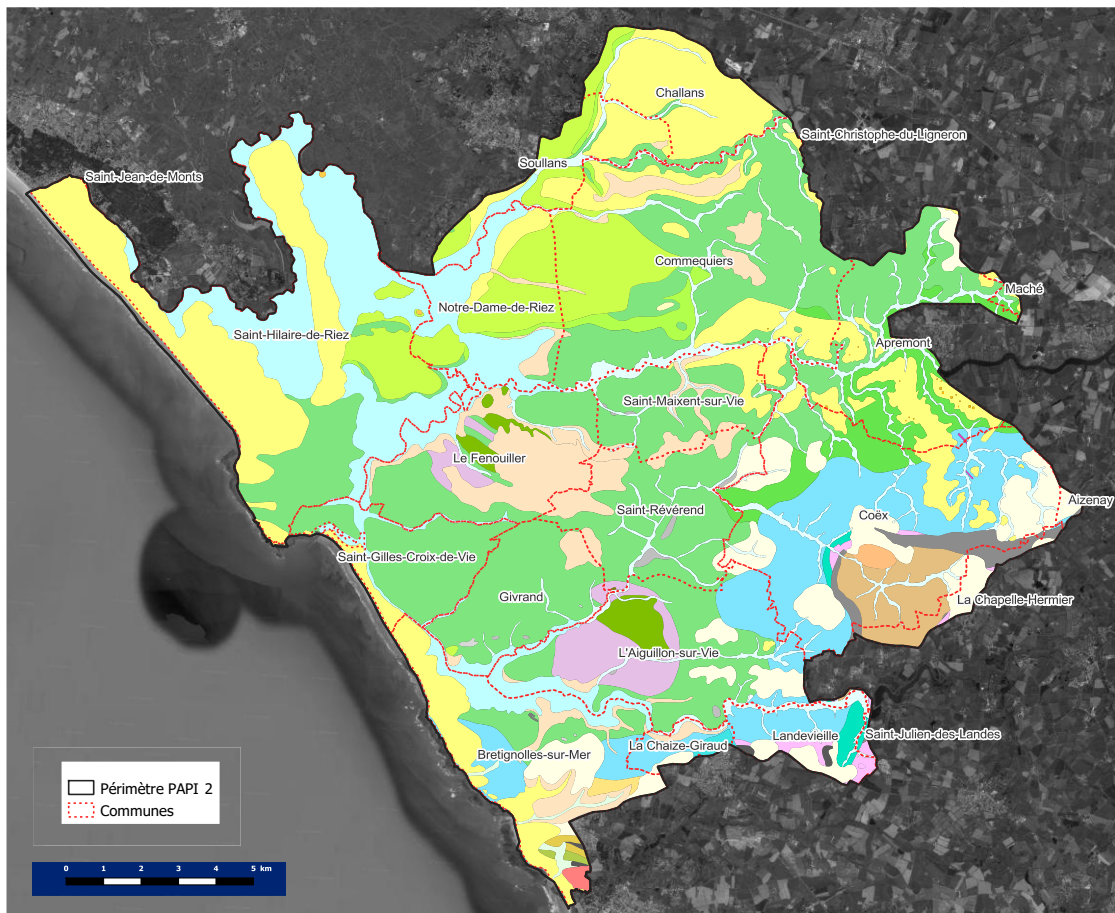 Challans
Saint-Christophe-du-Ligneron
Soullans
Saint-Jean-de-Monts
Commequiers
Maché
Notre-Dame-de-Riez
Saint-Hilaire-de-Riez
Apremont
Saint-Maixent-sur-Vie
Le Fenouiller
Aizenay
Saint-Révérend
Coëx
Saint-Gilles-Croix-de-Vie
Givrand
La Chapelle-Hermier
L'Aiguillon-sur-Vie
Landevieille
Saint-Julien-des-Landes
La Chaize-Giraud
Bretignolles-sur-Mer
Périmètre PAPI 2
Communes
0 1 2 3 4 5 km